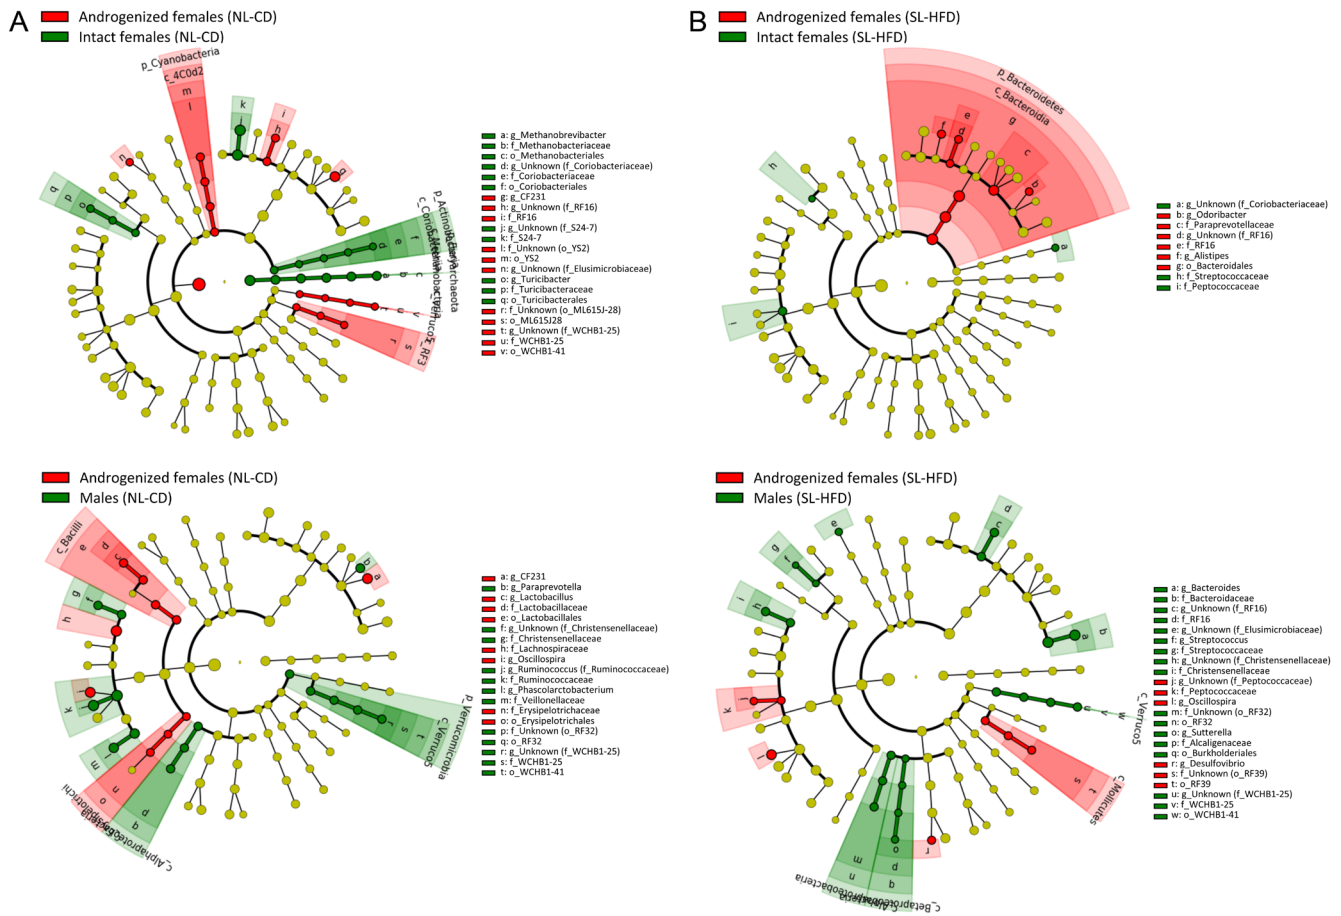 A
Androgenized females (NL-CD)
Intact females (NL-CD)
p_Cyanobacteria
c_4C0d2
m
l
k
j
i
h
n
g
q
p
o
d
e
f
a
b
c
u
v
r
s
c_RF3
a: g_Methanobrevibacter
b: f_Methanobacteriaceae
c: o_Methanobacteriales
d: g_Unknown (f_Coriobacteriaceae)
e: f_Coriobacteriaceae
f: o_Coriobacteriales
g: g_CF231
h: g_Unknown (f_RF16)
i: f_RF16
j: g_Unknown (f_S24-7)
k: f_S24-7
l: f_Unknown (o_YS2)
m: o_YS2
n: g_Unknown (f_Elusimicrobiaceae)
o: g_Turicibacter
p: f_Turicibacteraceae
q: o_Turicibacterales
r: f_Unknown (o_ML615J-28)
s: o_ML615J28
t: g_Unknown (f_WCHB1-25)
u: f_WCHB1-25
v: o_WCHB1-41
B
Androgenized females (SL-HFD)
Intact females (SL-HFD)
p_Bacteroidetes
c_Bacteroidia
g
e
f
d
c
b
h
a
i
a: g_Unknown (f_Coriobacteriaceae)
b: g_Odoribacter
c: f_Paraprevotellaceae
d: g_Unknown (f_RF16)
e: f_RF16
f: g_Alistipes
g: o_Bacteroidales
h: f_Streptococcaceae
i: f_Peptococcaceae
Androgenized females (NL-CD)
Males (NL-CD)
c_Bacilli
e
d
c
g
f
h
b
a
i
k
j
l
m
n
o
p
q
r
s
t
c_Verruco5
p_Verrucomicrobia
c_Alphaproteobacteria
a: g_CF231
b: g_Paraprevotella
c: g_Lactobacillus
d: f_Lactobacillaceae
e: o_Lactobacillales
f: g_Unknown (f_Christensenellaceae)
g: f_Christensenellaceae
h: f_Lachnospiraceae
i: g_Oscillospira
j: g_Ruminococcus (f_Ruminococcaceae)
k: f_Ruminococcaceae
l: g_Phascolarctobacterium
m: f_Veillonellaceae
n: f_Erysipelotrichaceae
o: o_Erysipelotrichales
p: f_Unknown (o_RF32)
q: o_RF32
r: g_Unknown (f_WCHB1-25)
s: f_WCHB1-25
t: o_WCHB1-41
Androgenized females (SL-HFD)
Males (SL-HFD)
d
c
e
g
f
i
h
a
b
u
v
w
c_Verruco5
k
j
l
s
t
c_Mollicutes
m
n
o
p
q
r
c_Betaproteobacteria
a: g_Bacteroides
b: f_Bacteroidaceae
c: g_Unknown (f_RF16)
d: f_RF16
e: g_Unknown (f_Elusimicrobiaceae)
f: g_Streptococcus
g: f_Streptococcaceae
h: g_Unknown (f_Christensenellaceae)
i: f_Christensenellaceae
j: g_Unknown (f_Peptococcaceae)
k: f_Peptococcaceae
l: g_Oscillospira
m: f_Unknown (o_RF32)
n: o_RF32
o: g_Sutterella
p: f_Alcaligenaceae
q: o_Burkholderiales
r: g_Desulfovibrio
s: f_Unknown (o_RF39)
t: o_RF39
u: g_Unknown (f_WCHB1-25)
v: f_WCHB1-25
w: o_WCHB1-41